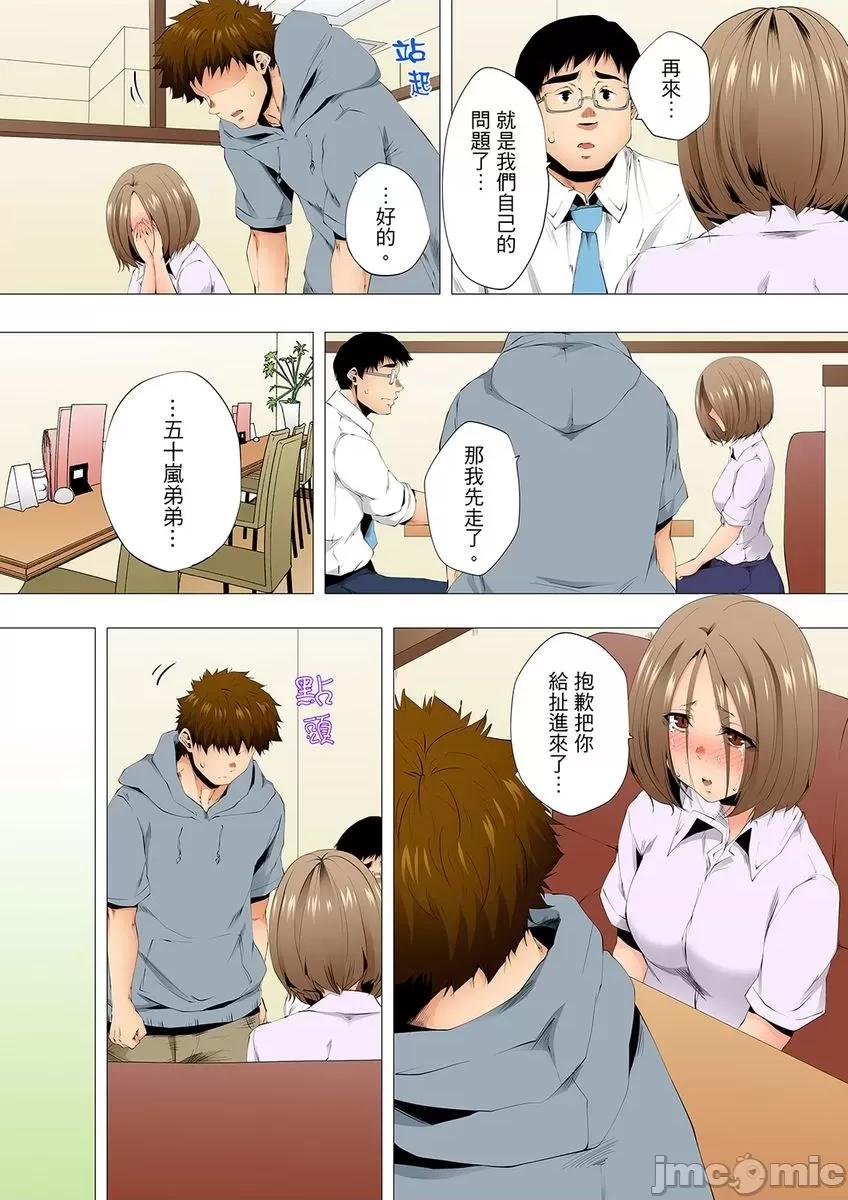 再來…
就是我們自己的
問題了…
站起
…好的。
那我先走了。
…五十嵐弟弟…
抱歉把你
給扯進來了…
點頭
jmcomic